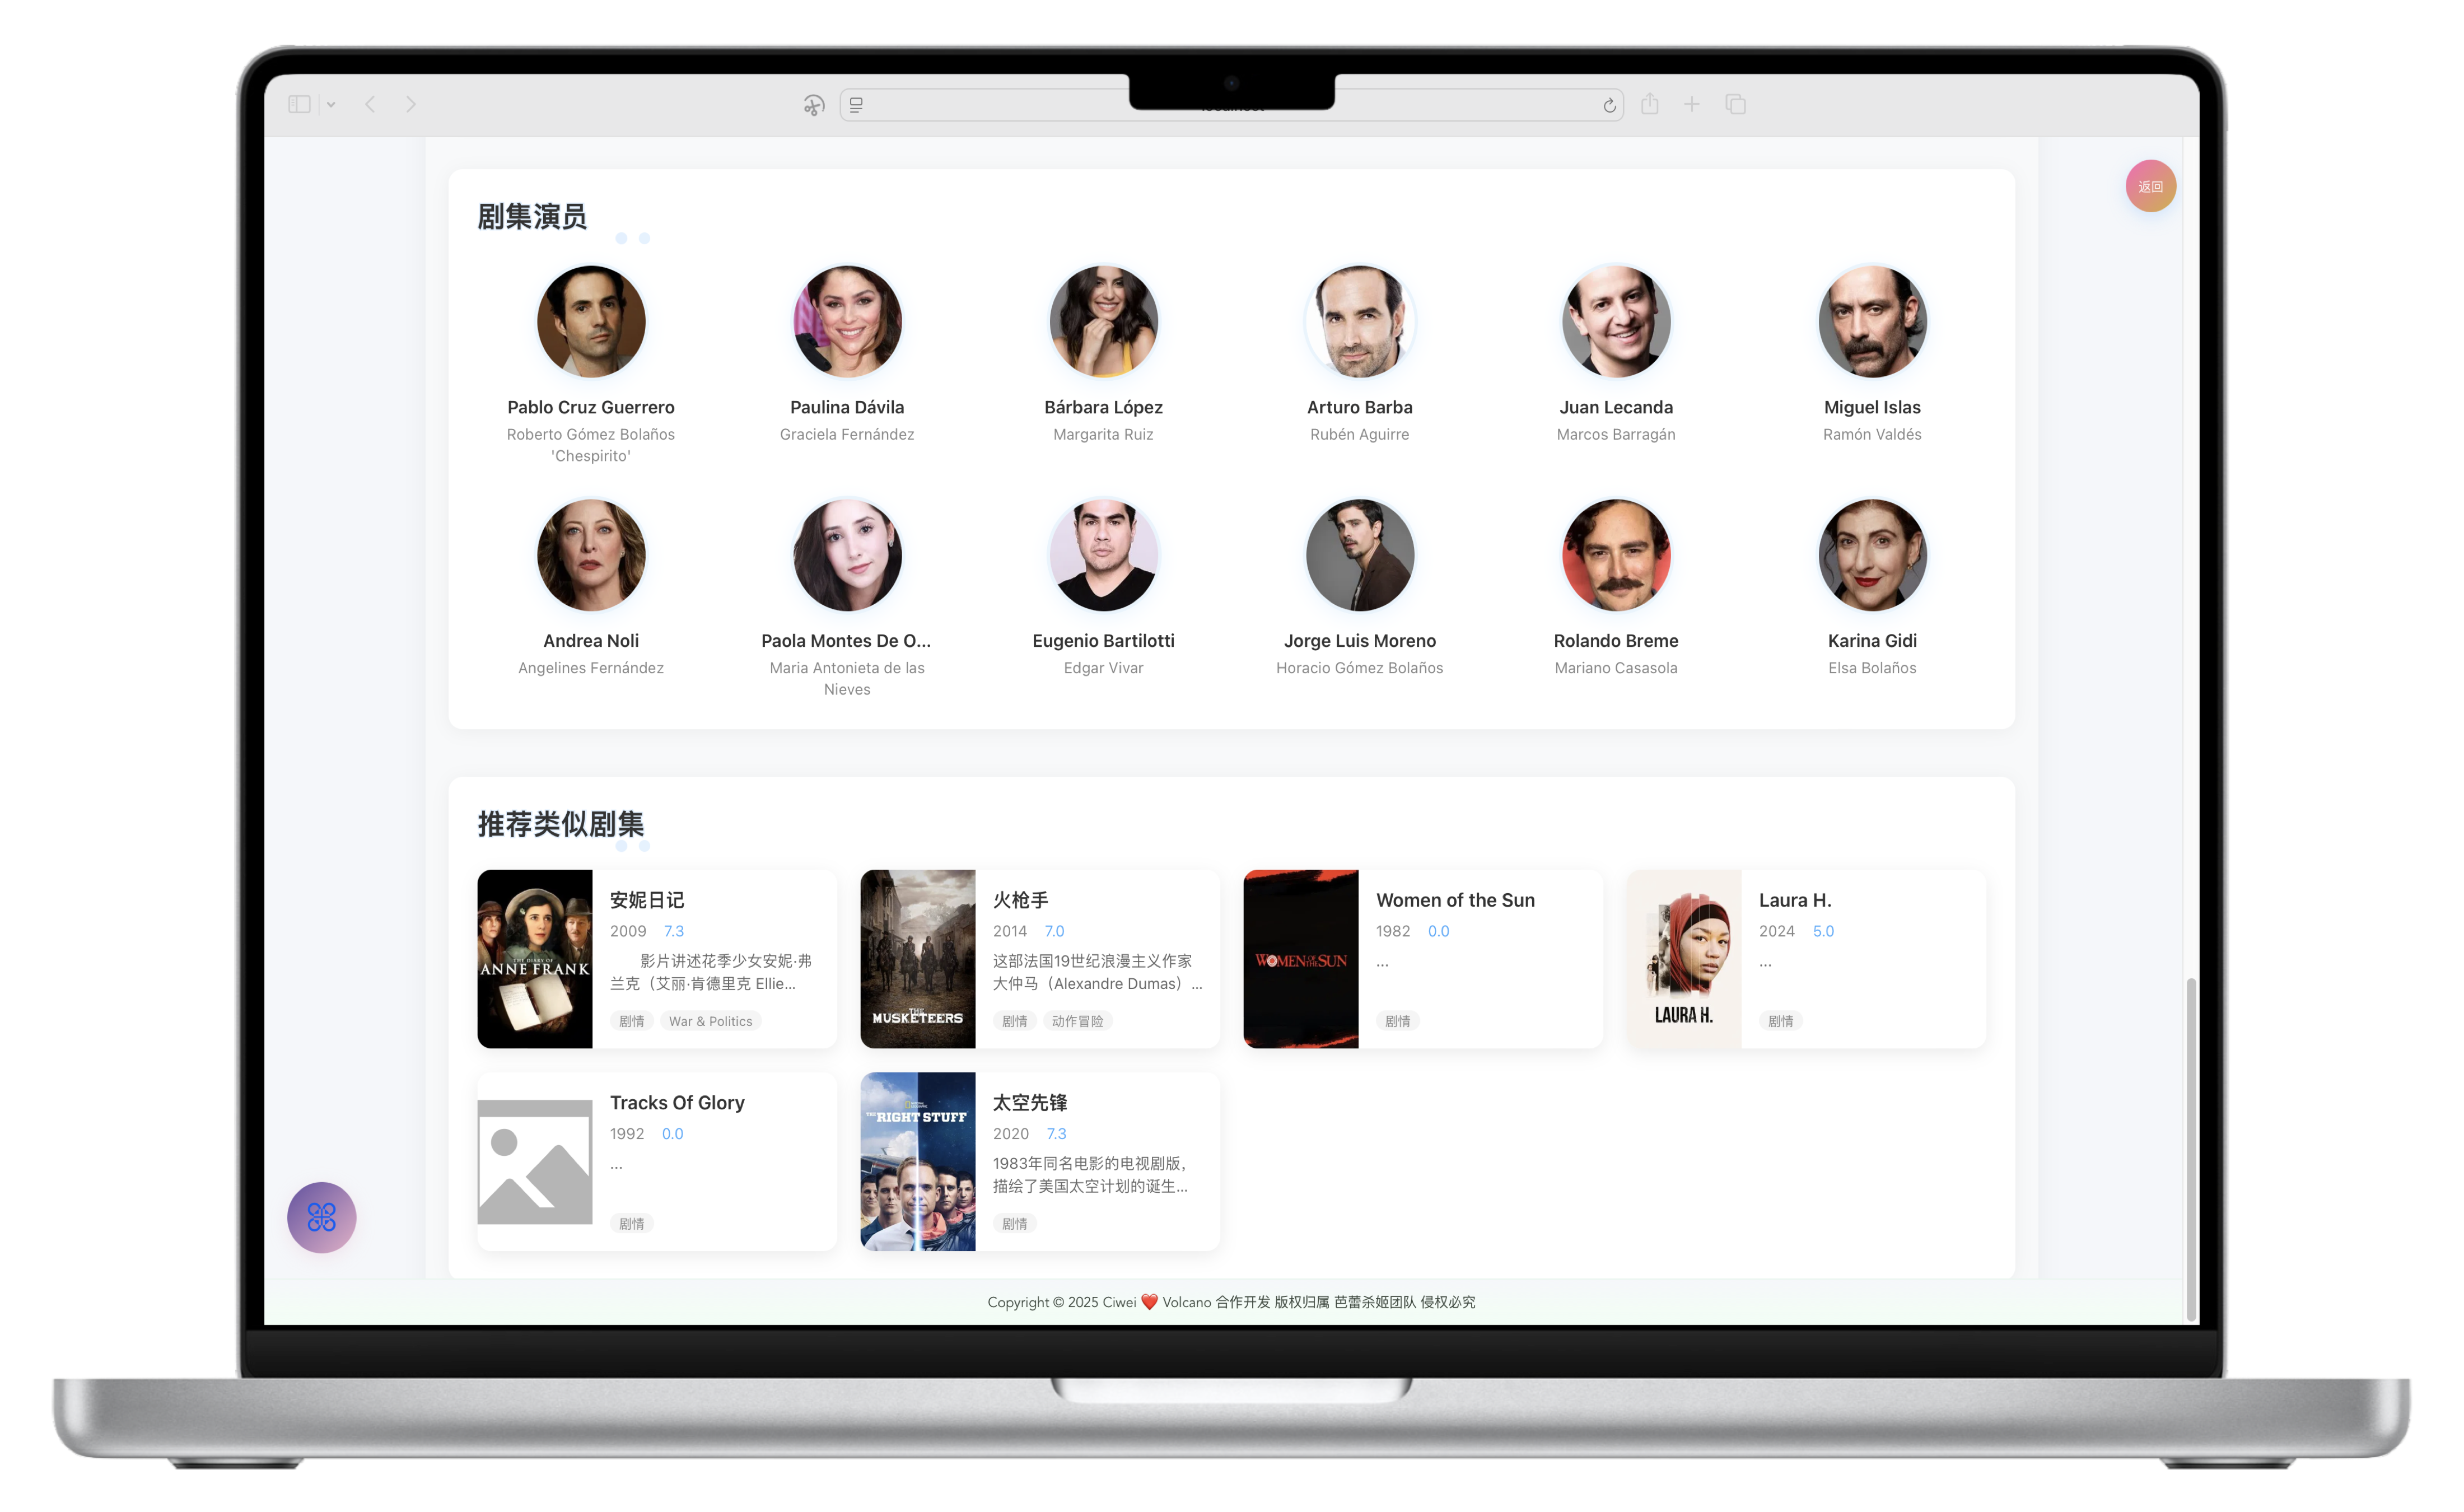 返回
剧集演员
Pablo Cruz Guerrero
Roberto Gómez Bolaños
'Chespirito'
Paulina Dávila
Graciela Fernández
Bárbara López
Margarita Ruiz
Arturo Barba
Rubén Aguirre
Juan Lecanda
Marcos Barragán
Miguel Islas
Ramón Valdés
Andrea Noli
Angelines Fernández
Paola Montes De O...
Maria Antonieta de las
Nieves
Eugenio Bartilotti
Edgar Vivar
Jorge Luis Moreno
Horacio Gómez Bolaños
Rolando Breme
Mariano Casasola
Karina Gidi
Elsa Bolaños
推荐类似剧集
THE DIARY OF
ANNE FRANK
安妮日记
2009 7.3
影片讲述花季少女安妮·弗
兰克（艾丽·肯德里克 Ellie...
剧情 War & Politics
THE
MUSKETEERS
火枪手
2014 7.0
这部法国19世纪浪漫主义作家
大仲马（Alexandre Dumas）...
剧情 动作冒险
WOMEN OF THE SUN
Women of the Sun
1982 0.0
...
剧情
LAURA H.
Laura H.
2024 5.0
...
剧情
Tracks Of Glory
1992 0.0
...
剧情
THE RIGHT STUFF
太空先锋
2020 7.3
1983年同名电影的电视剧版，
描绘了美国太空计划的诞生...
剧情
Copyright © 2025 Ciwei ❤️ Volcano 合作开发 版权归属 芭蕾杀姬团队 侵权必究